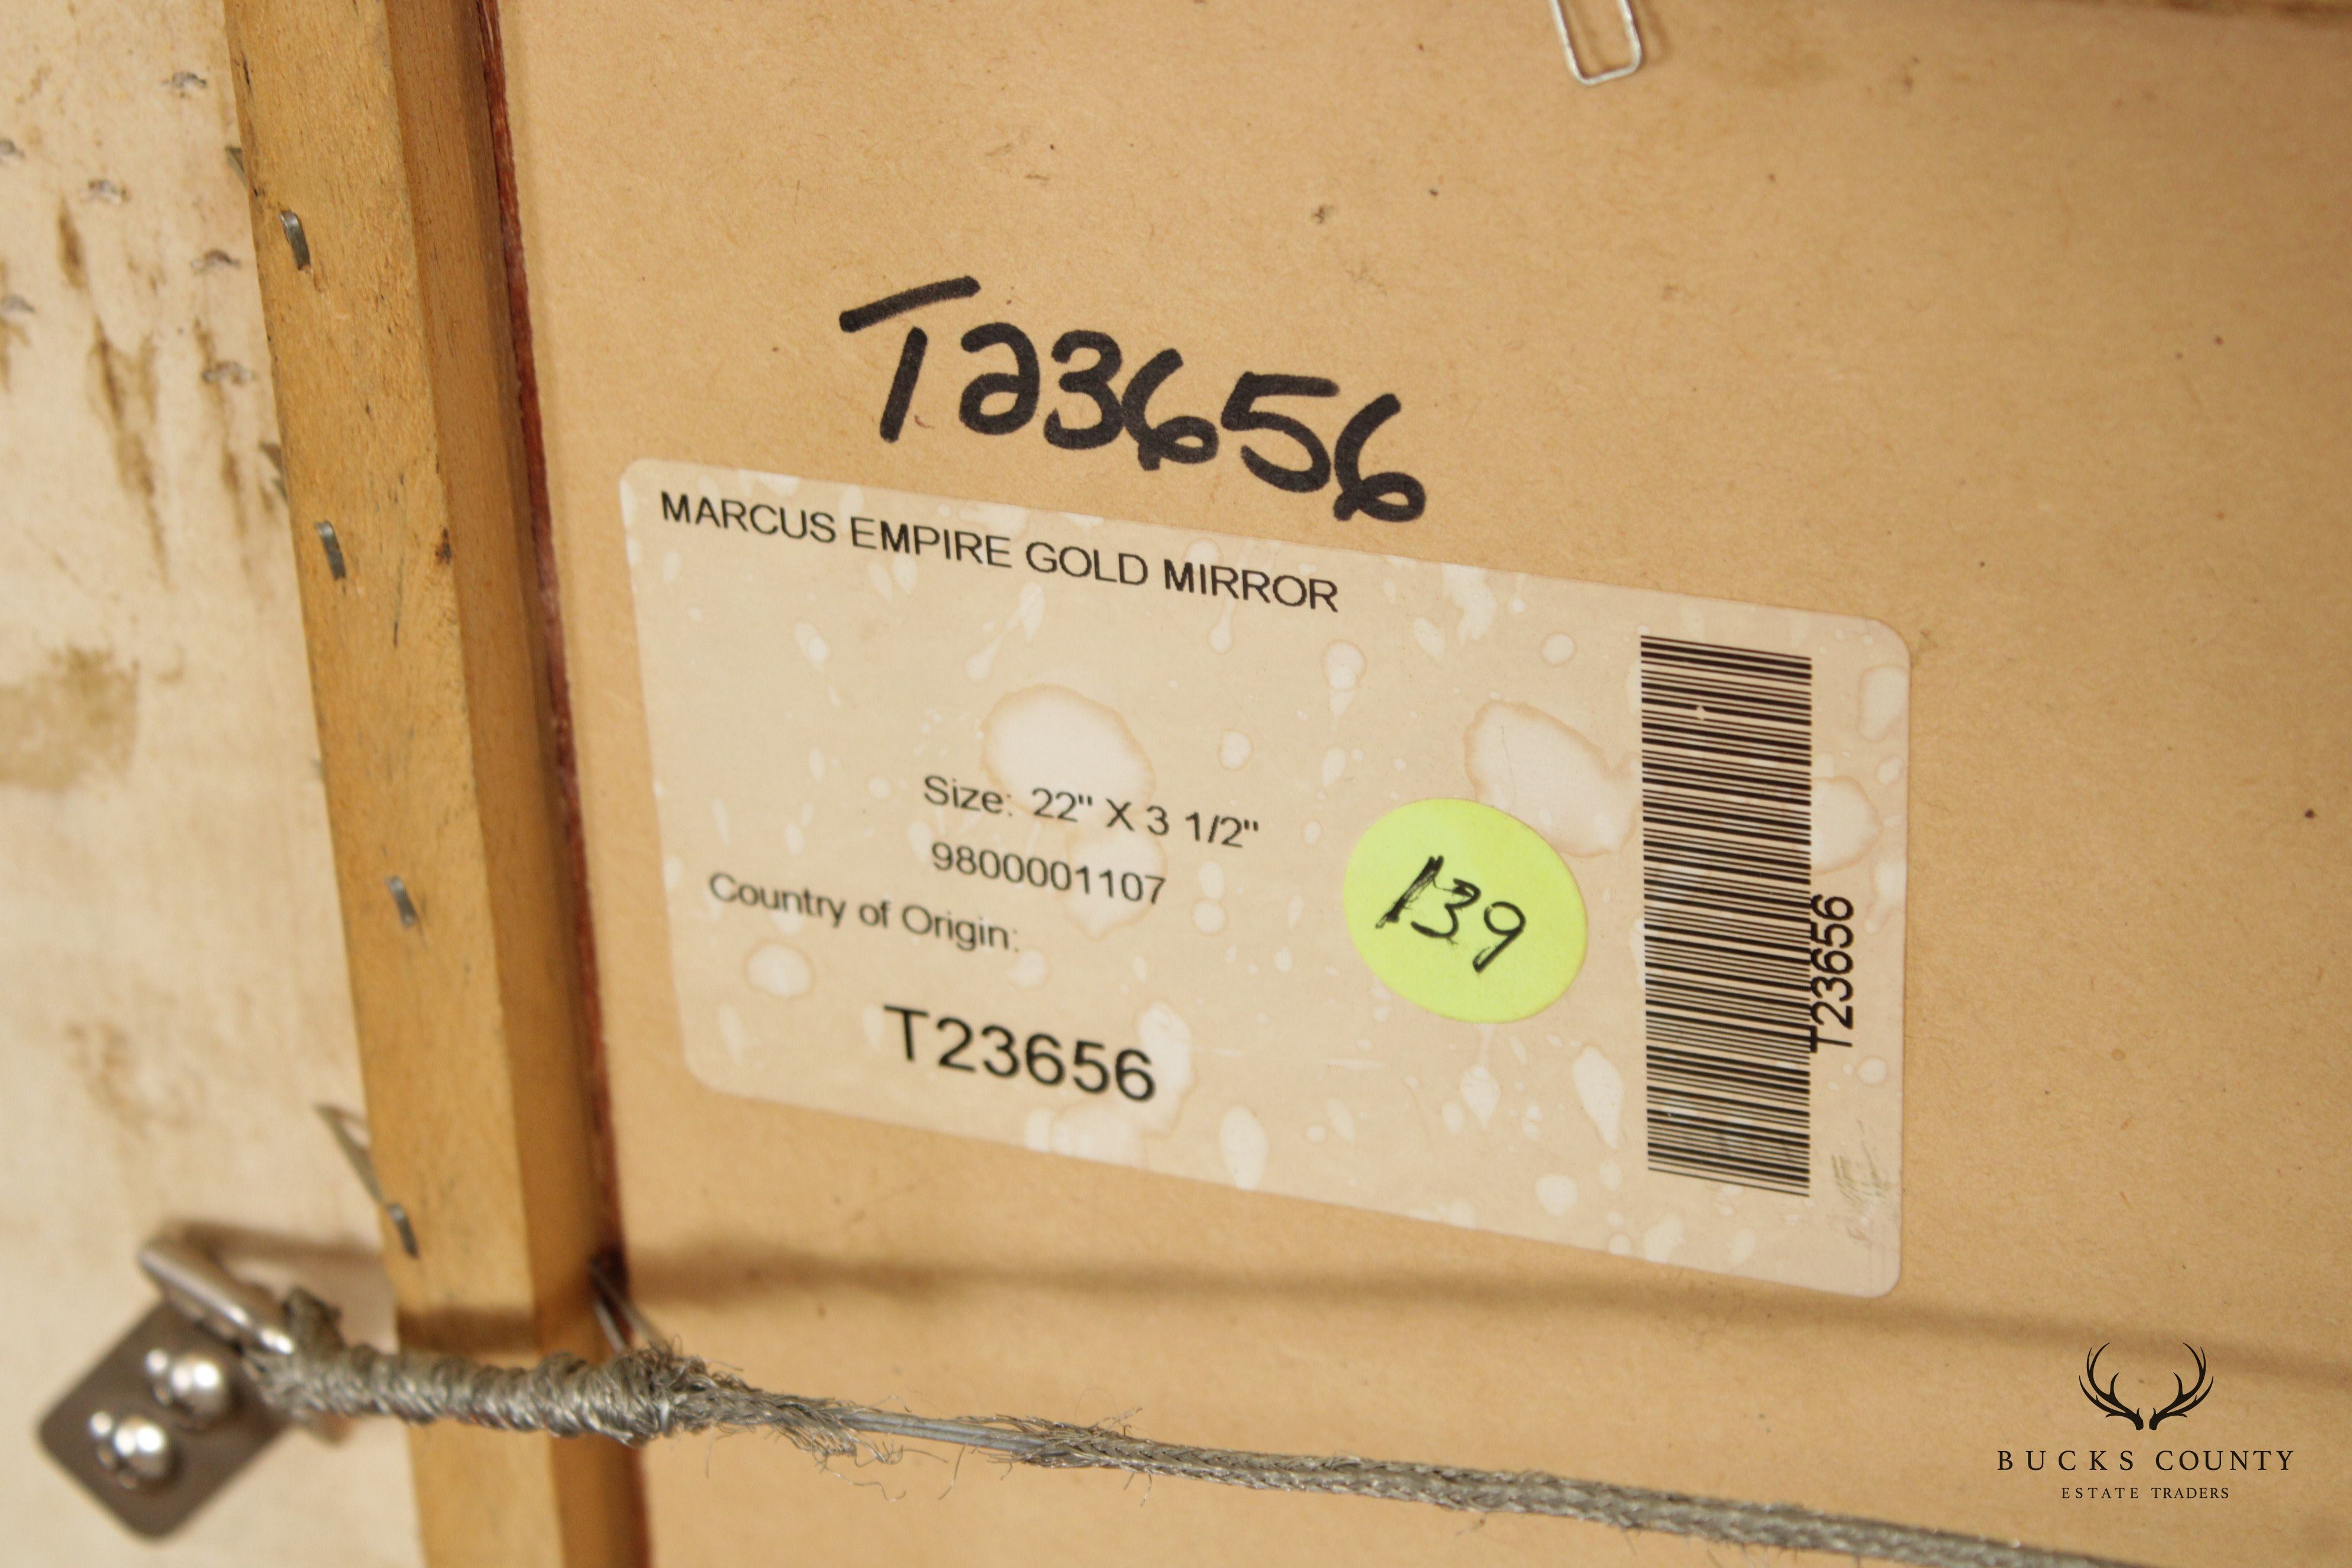 T23656
MARCUS EMPIRE GOLD MIRROR
Size: 22" X 3 1/2"
9800001107
Country of Origin:
T23656
139
T23656
BUCKS COUNTY
ESTATE TRADERS